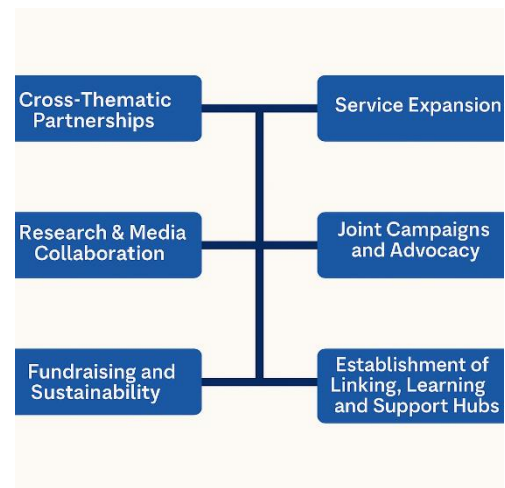 Cross-Thematic
Partnerships
Service Expansion
Research & Media
Collaboration
Joint Campaigns
and Advocacy
Fundraising and
Sustainability
Establishment of
Linking, Learning
and Support Hubs